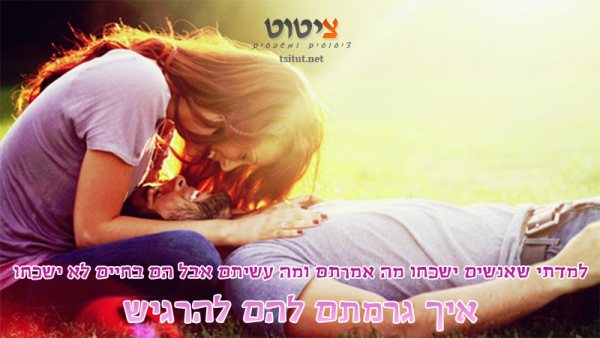 ציטוט
ציטוטים ומשפטים
tsitut.net
למדתי שאנשים ישכחו מה אמרתם ומה עשיתם אבל הם בחיים לא ישכחו
איך גרמתם להם להרגיש